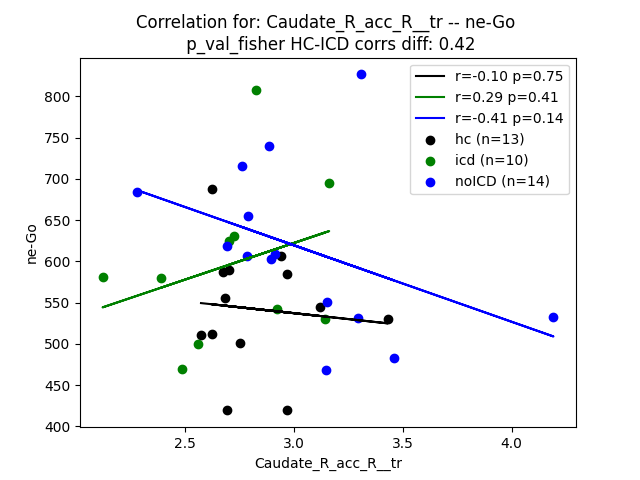 Correlation for: Caudate_R_acc_R__tr -- ne-Go
p_val_fisher HC-ICD corrs diff: 0.42
r=-0.10 p=0.75
r=0.29 p=0.41
r=-0.41 p=0.14
hc (n=13)
icd (n=10)
noICD (n=14)
ne-Go
800
750
700
650
600
550
500
450
400
2.5 3.0 3.5 4.0
Caudate_R_acc_R__tr